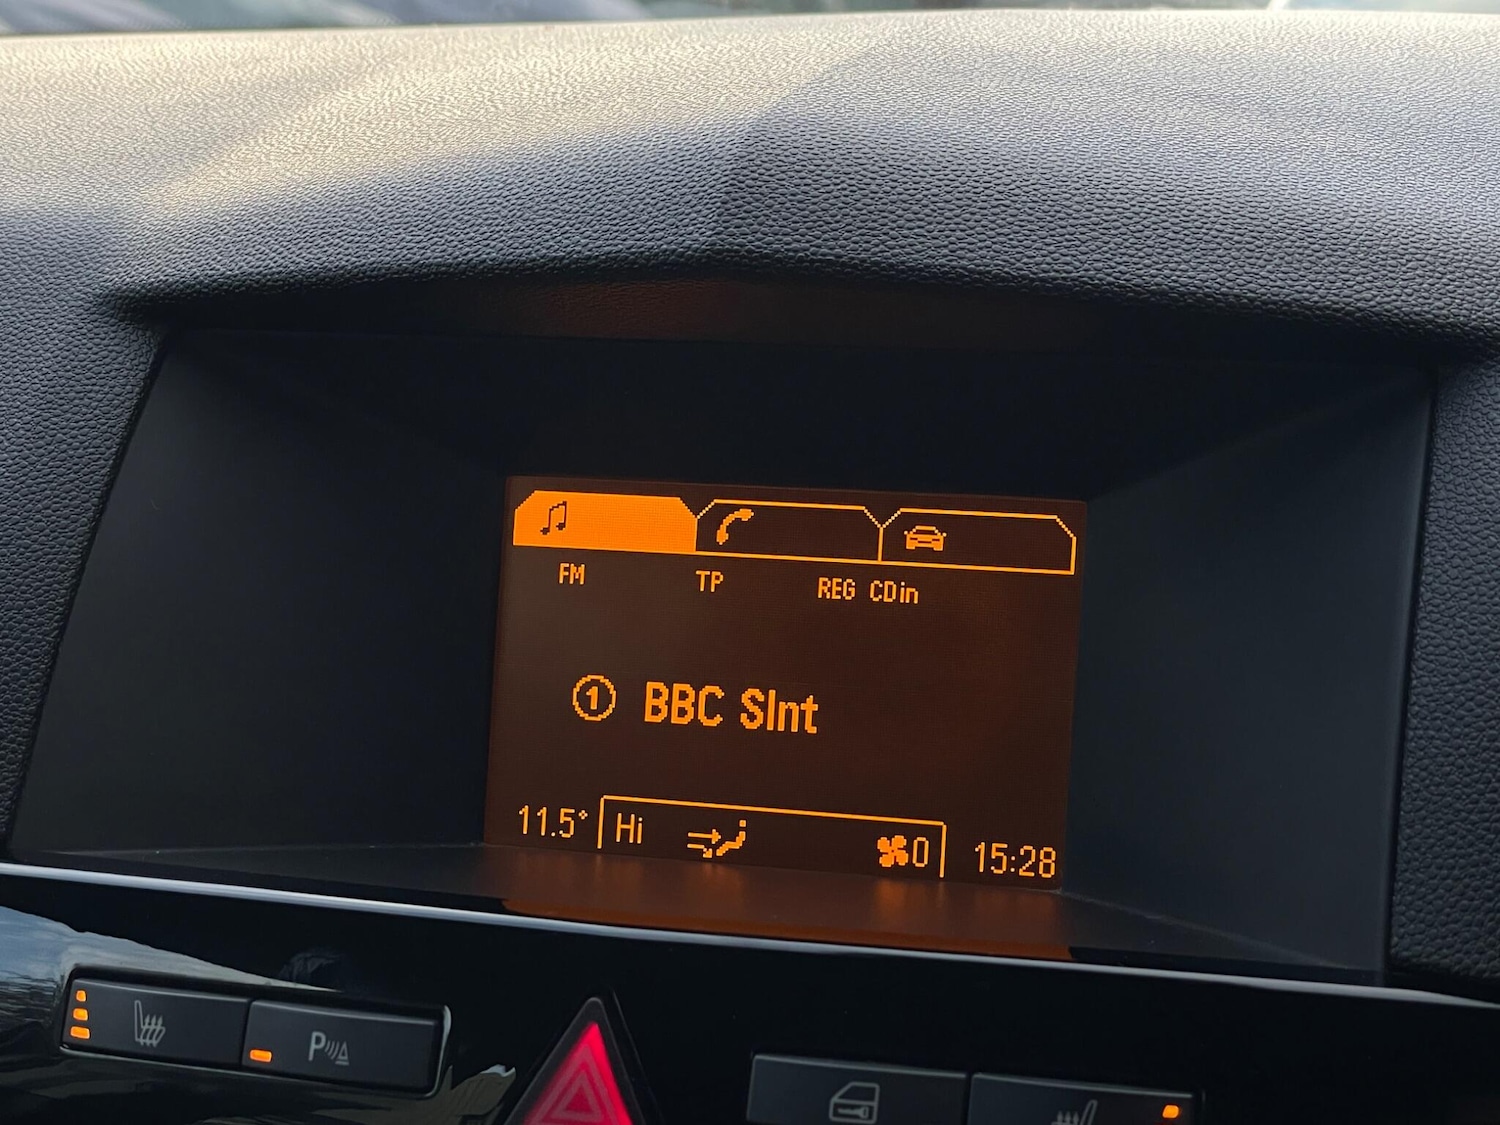 FM TP REG CDin
1 BBC SInt
11.5° Hi 0 15:28
P